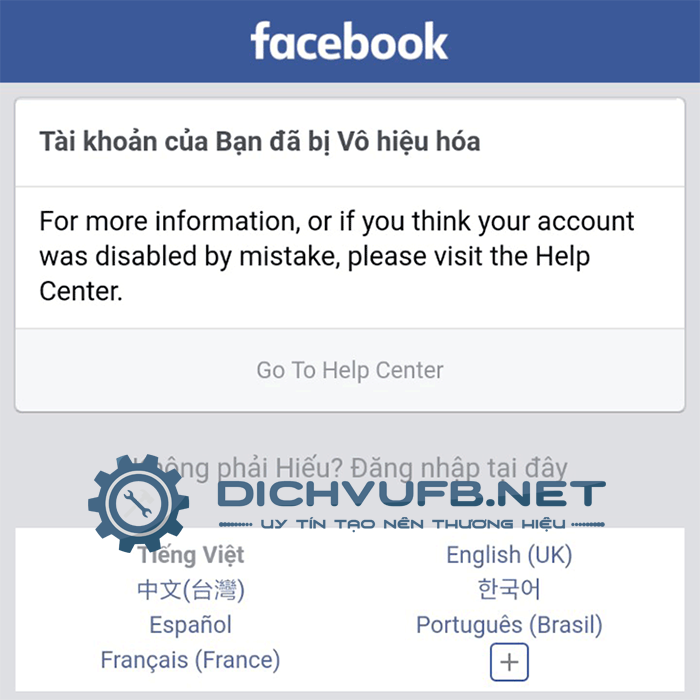 facebook
Tài khoản của Bạn đã bị Vô hiệu hóa
For more information, or if you think your account
was disabled by mistake, please visit the Help
Center.
Go To Help Center
phải Hiếu? Đăng nhập tại đây
DICHVUFB.NET
UY TÍN TẠO NÊN THƯƠNG HIỆU
Tiếng Việt English (UK)
中文(台灣) 한국어
Español Português (Brasil)
Français (France) +